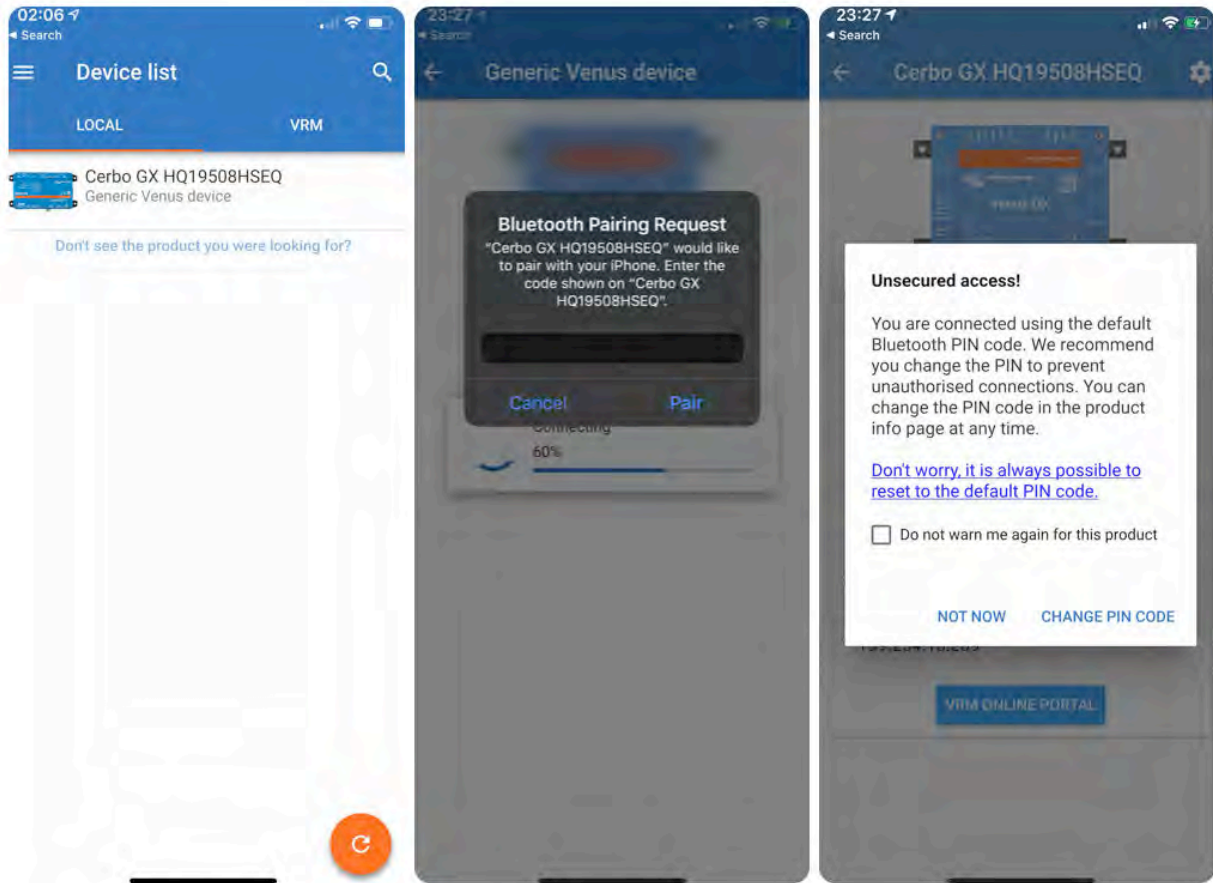 02:06
Search
Device list
LOCAL
VRM
Cerbo GX HQ19508HSEQ
Generic Venus device
Don't see the product you were looking for?
23:27
Search
Generic Venus device
Bluetooth Pairing Request
"Cerbo GX HQ19508HSEQ" would like
to pair with your iPhone. Enter the
code shown on "Cerbo GX
HQ19508HSEQ".
Cancel
Pair
Connecting
60%
23:27
Search
Cerbo GX HQ19508HSEQ
Unsecured access!
You are connected using the default
Bluetooth PIN code. We recommend
you change the PIN to prevent
unauthorised connections. You can
change the PIN code in the product
info page at any time.
Don't worry, it is always possible to
reset to the default PIN code.
Do not warn me again for this product
NOT NOW
CHANGE PIN CODE
VRM ONLINE PORTAL